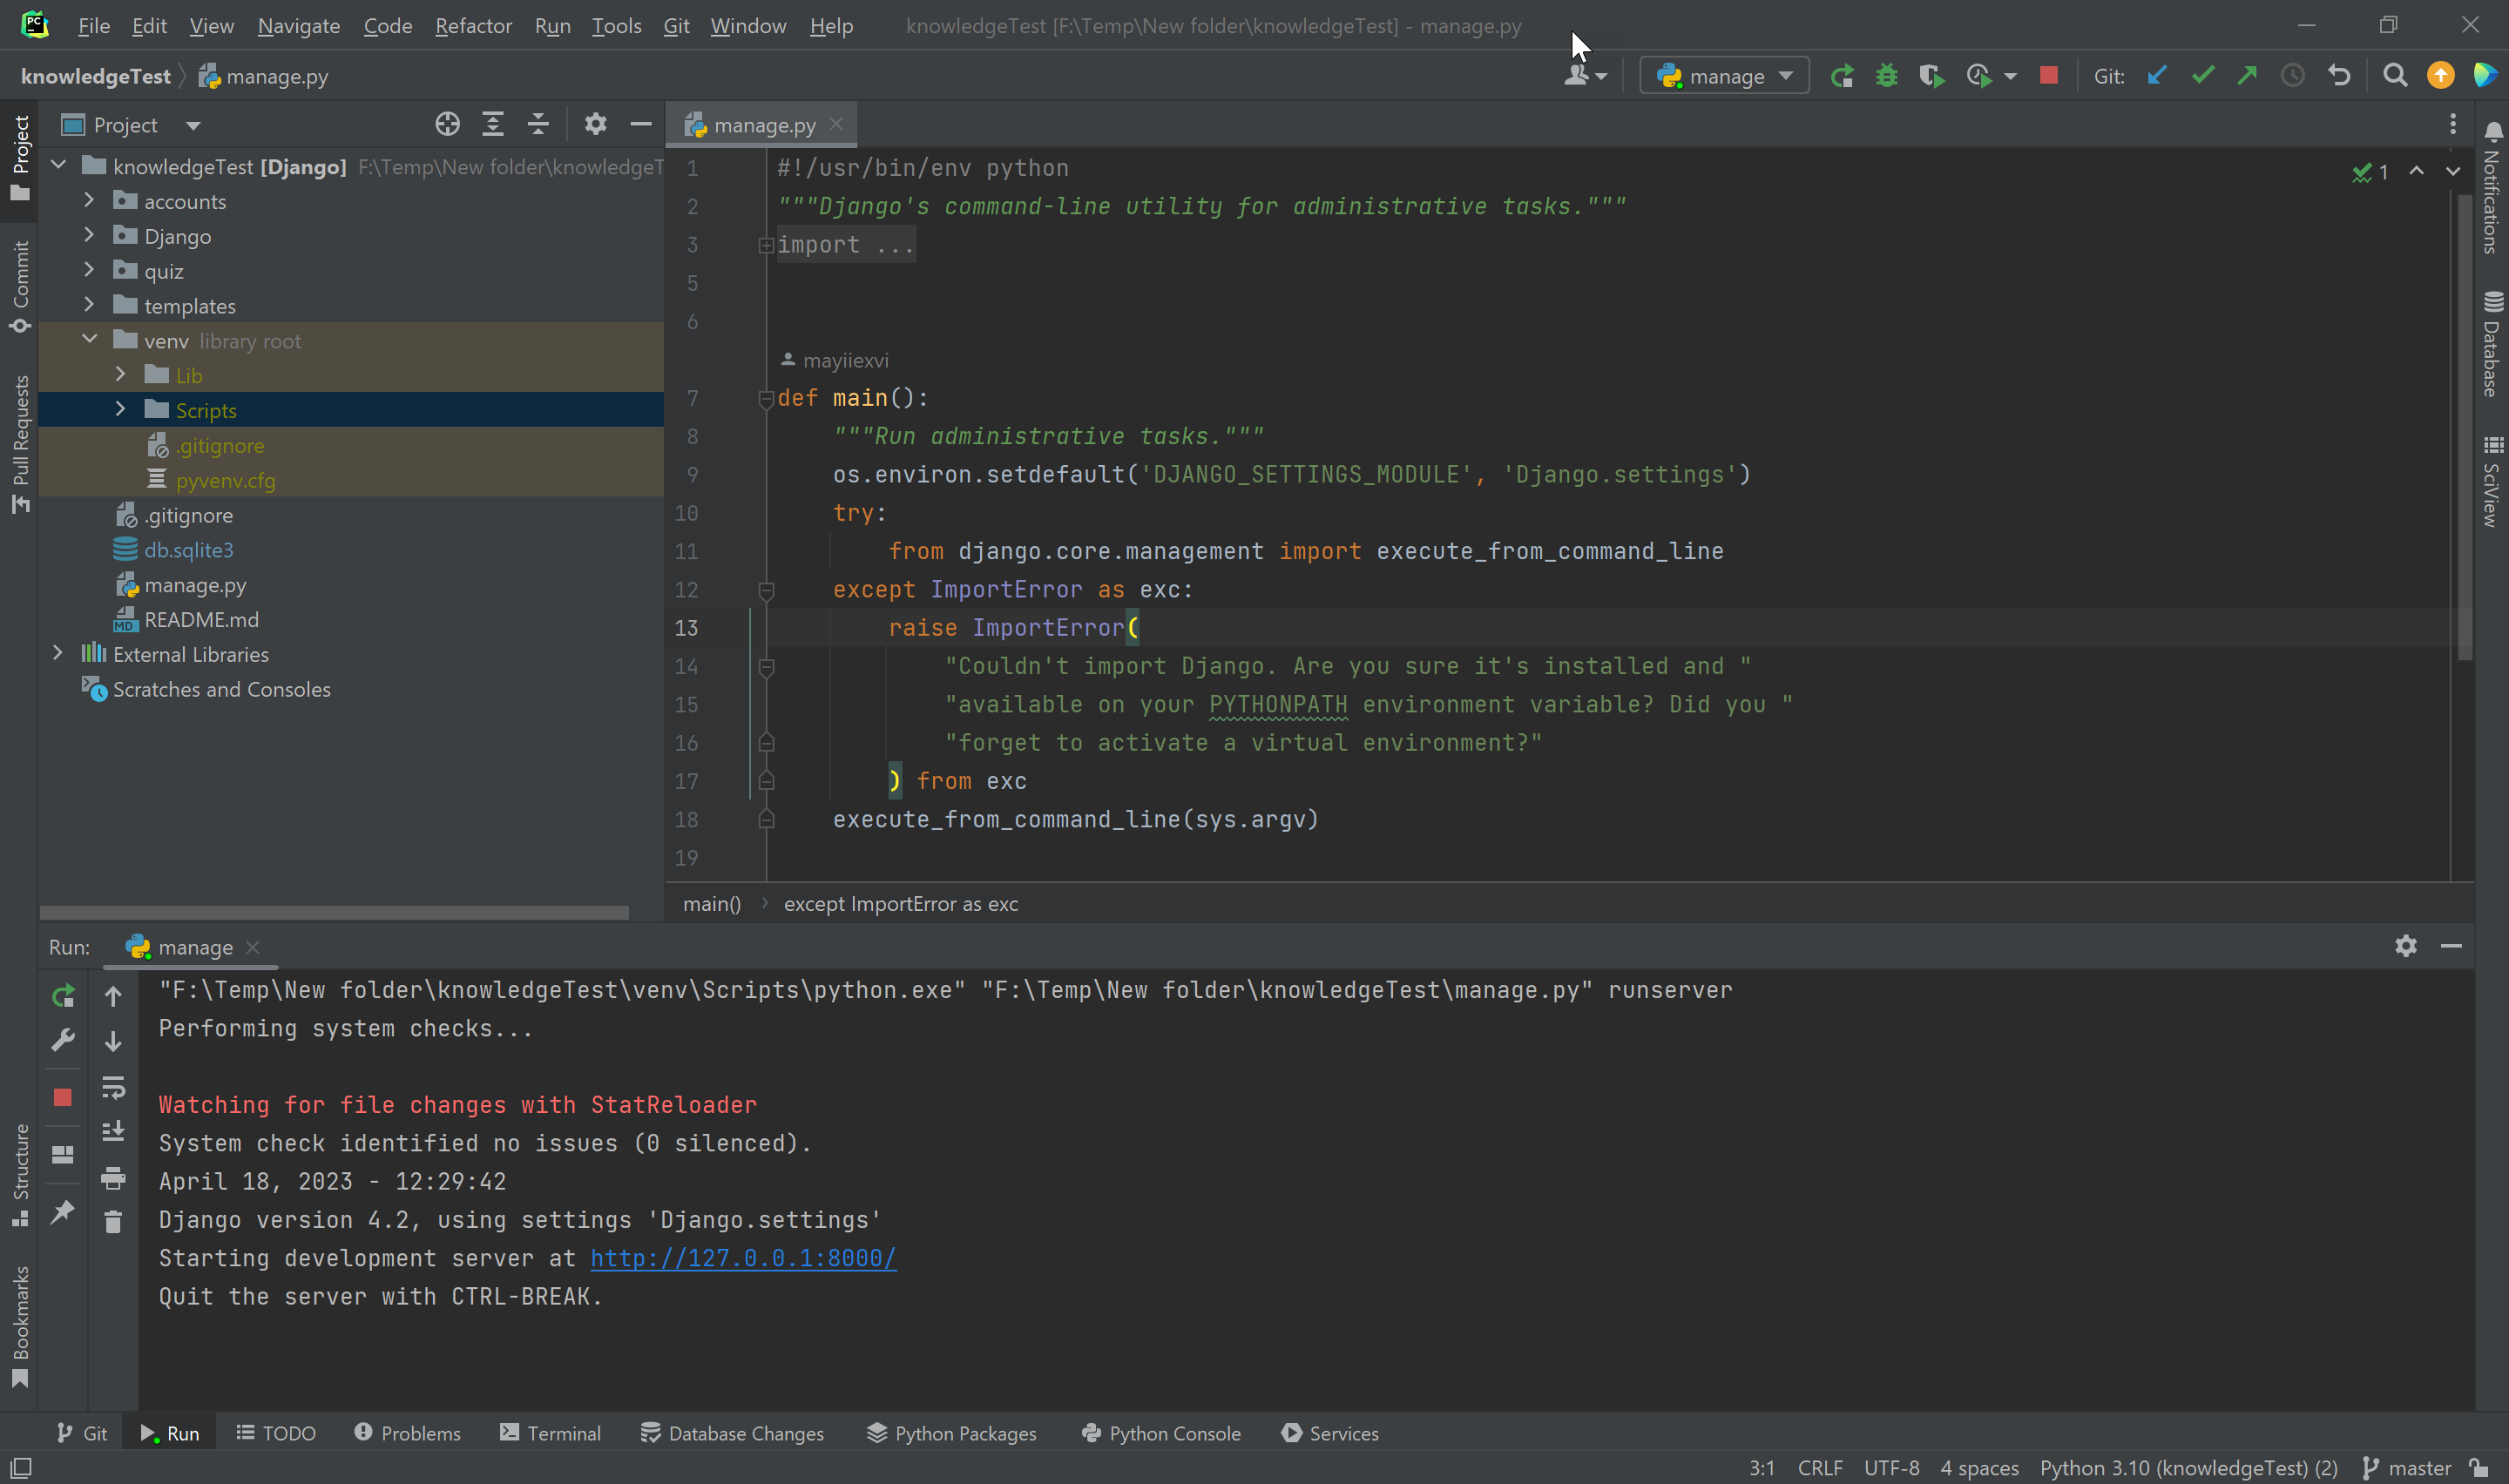 File Edit View Navigate Code Refactor Run Tools Git Window Help knowledgeTest [F:\Temp\New folder\knowledgeTest] - manage.py
knowledgeTest manage.py
manage
Git:
Project
manage.py
knowledgeTest [Django] F:\Temp\New folder\knowledgeT
accounts
Django
quiz
templates
venv library root
Lib
Scripts
.gitignore
pyvenv.cfg
.gitignore
db.sqlite3
manage.py
README.md
External Libraries
Scratches and Consoles
Project
Commit
Pull Requests
Structure
Bookmarks
1 #!/usr/bin/env python
2 """Django's command-line utility for administrative tasks."""
3 import ...
5
6
mayiiexvi
7 def main():
8 """Run administrative tasks."""
9 os.environ.setdefault('DJANGO_SETTINGS_MODULE', 'Django.settings')
10 try:
11 from django.core.management import execute_from_command_line
12 except ImportError as exc:
13 raise ImportError(
14 "Couldn't import Django. Are you sure it's installed and "
15 "available on your PYTHONPATH environment variable? Did you "
16 "forget to activate a virtual environment?"
17 ) from exc
18 execute_from_command_line(sys.argv)
19
1
main() except ImportError as exc
Notifications
Database
SciView
Run: manage
"F:\Temp\New folder\knowledgeTest\venv\Scripts\python.exe" "F:\Temp\New folder\knowledgeTest\manage.py" runserver
Performing system checks...
Watching for file changes with StatReloader
System check identified no issues (0 silenced).
April 18, 2023 - 12:29:42
Django version 4.2, using settings 'Django.settings'
Starting development server at http://127.0.0.1:8000/
Quit the server with CTRL-BREAK.
Git Run TODO Problems Terminal Database Changes Python Packages Python Console Services
3:1 CRLF UTF-8 4 spaces Python 3.10 (knowledgeTest) (2) master